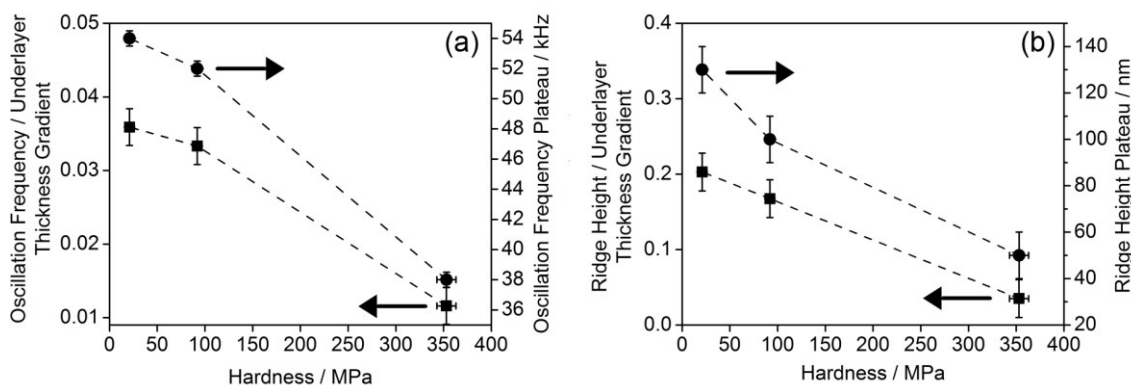 (a)
Oscillation Frequency / Underlayer
Thickness Gradient
0.05
0.04
0.03
0.02
0.01
54
52
50
48
46
44
42
40
38
36
Oscillation Frequency Plateau / kHz
0 50 100 150 200 250 300 350 400
Hardness / MPa
(b)
Ridge Height / Underlayer
Thickness Gradient
0.4
0.3
0.2
0.1
0.0
140
120
100
80
60
40
20
Ridge Height Plateau / nm
0 50 100 150 200 250 300 350 400
Hardness / MPa